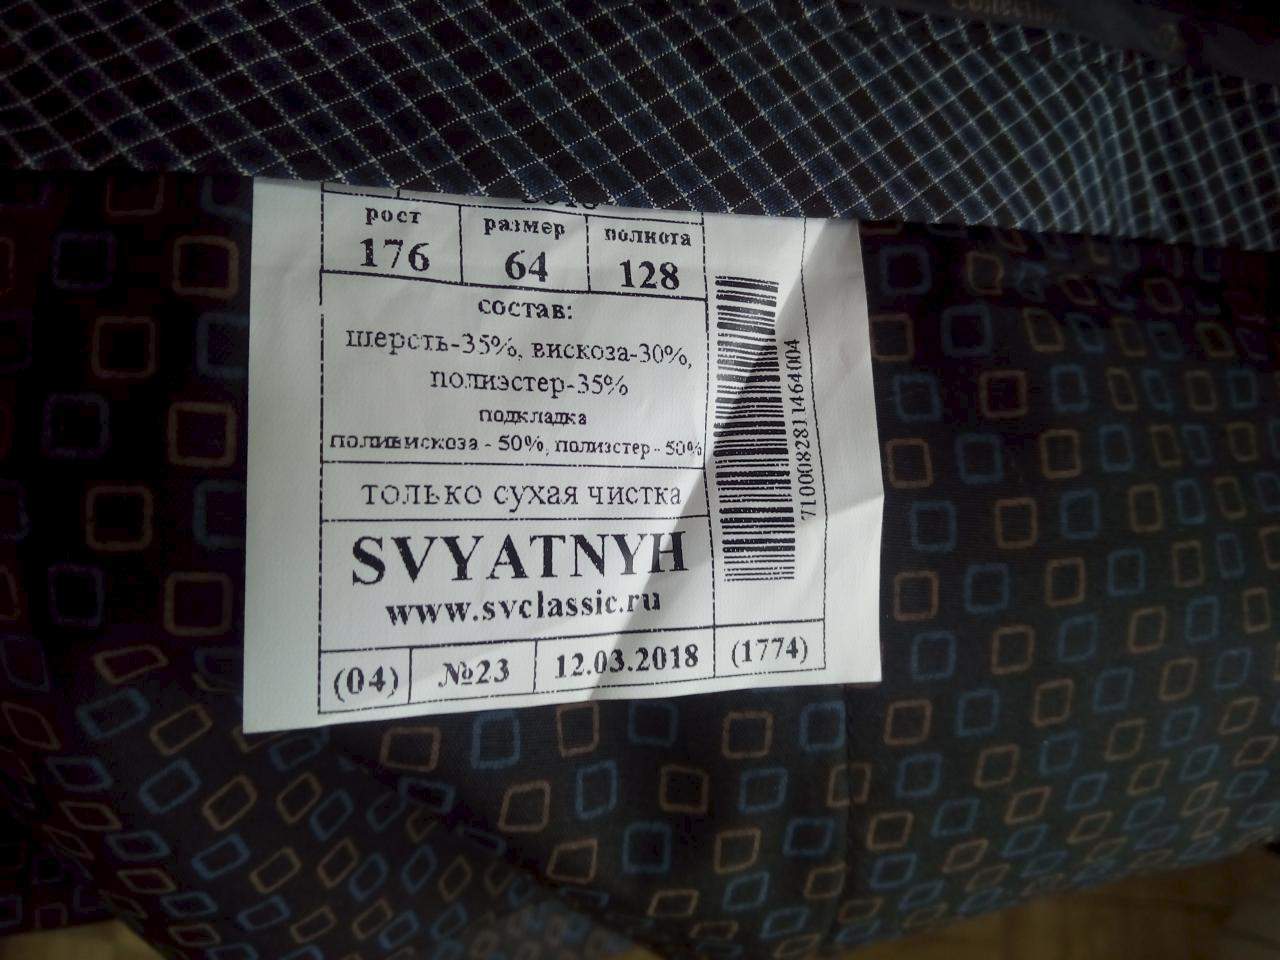 Collection
рост размер полнота
176 64 128
состав:
шерсть-35%, вискоза-30%,
полиэстер-35%
подкладка
поливискоза - 50%, полиэстер - 50%
только сухая чистка
SVYATNYH
www.svclassic.ru
(04) №23 12.03.2018 (1774)
7100082811464004